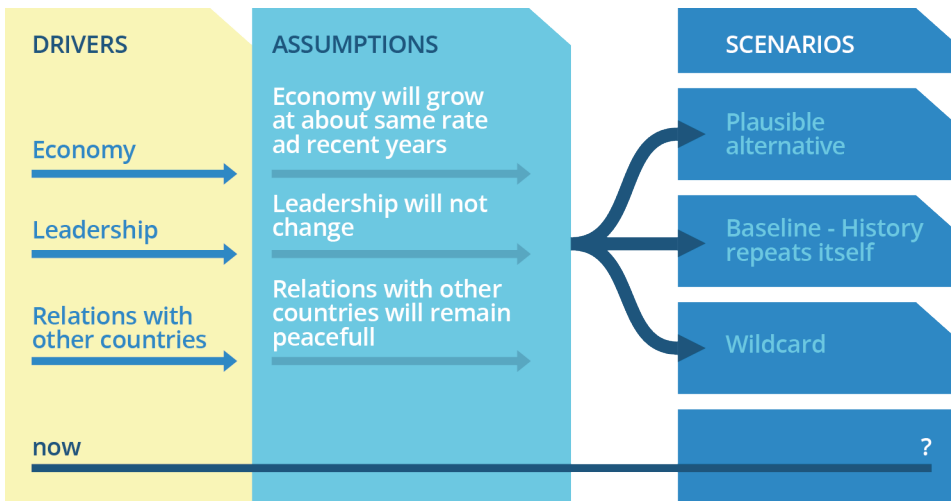 DRIVERS
Economy
Leadership
Relations with
other countries
now
ASSUMPTIONS
Economy will grow
at about same rate
ad recent years
Leadership will not
change
Relations with other
countries will remain
peacefull
SCENARIOS
Plausible
alternative
Baseline - History
repeats itself
Wildcard
?